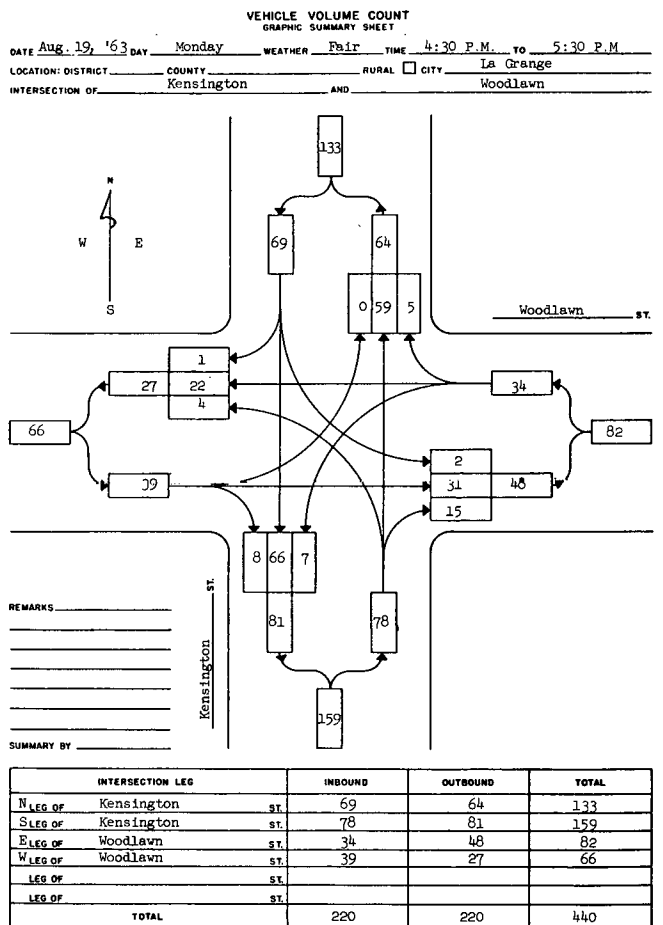 VEHICLE VOLUME COUNT
GRAPHIC SUMMARY SHEET
DATE Aug. 19, '63 DAY Monday WEATHER Fair TIME 4:30 P.M. TO 5:30 P.M
LOCATION: DISTRICT COUNTY RURAL CITY La Grange
INTERSECTION OF Kensington AND Woodlawn
133
N
W E
S
69 64
0 59 5
Woodlawn ST.
1
27 22
4
34
66
82
2
39 31 48
15
8 66 7
81 78
159
Kensington ST.
REMARKS
SUMMARY BY
INTERSECTION LEG INBOUND OUTBOUND TOTAL
N LEG OF Kensington ST. 69 64 133
S LEG OF Kensington ST. 78 81 159
E LEG OF Woodlawn ST. 34 48 82
W LEG OF Woodlawn ST. 39 27 66
LEG OF ST.
LEG OF ST.
TOTAL 220 220 440